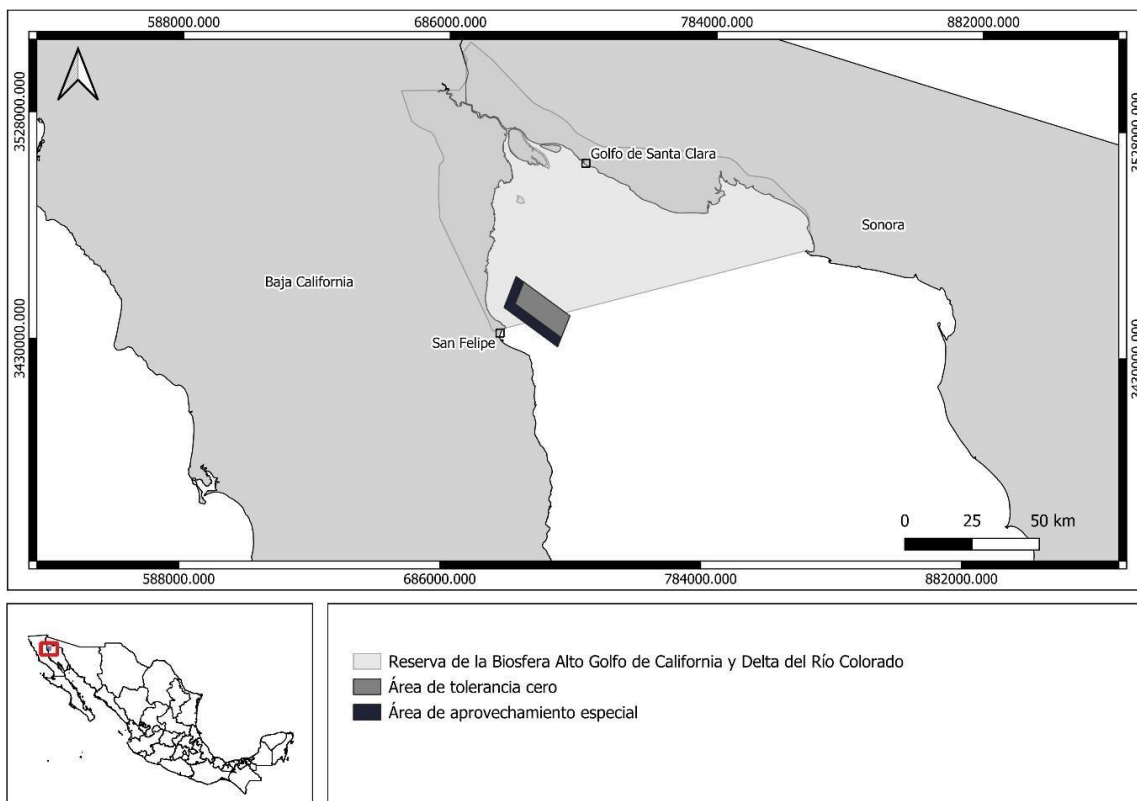 588000.000 686000.000 784000.000 882000.000
3528000.000
3528000.000
Golfo de Santa Clara
Sonora
Baja California
San Felipe
3430000.000
3430000.000
0 25 50 km
588000.000 686000.000 784000.000 882000.000
Reserva de la Biosfera Alto Golfo de California y Delta del Río Colorado
Área de tolerancia cero
Área de aprovechamiento especial